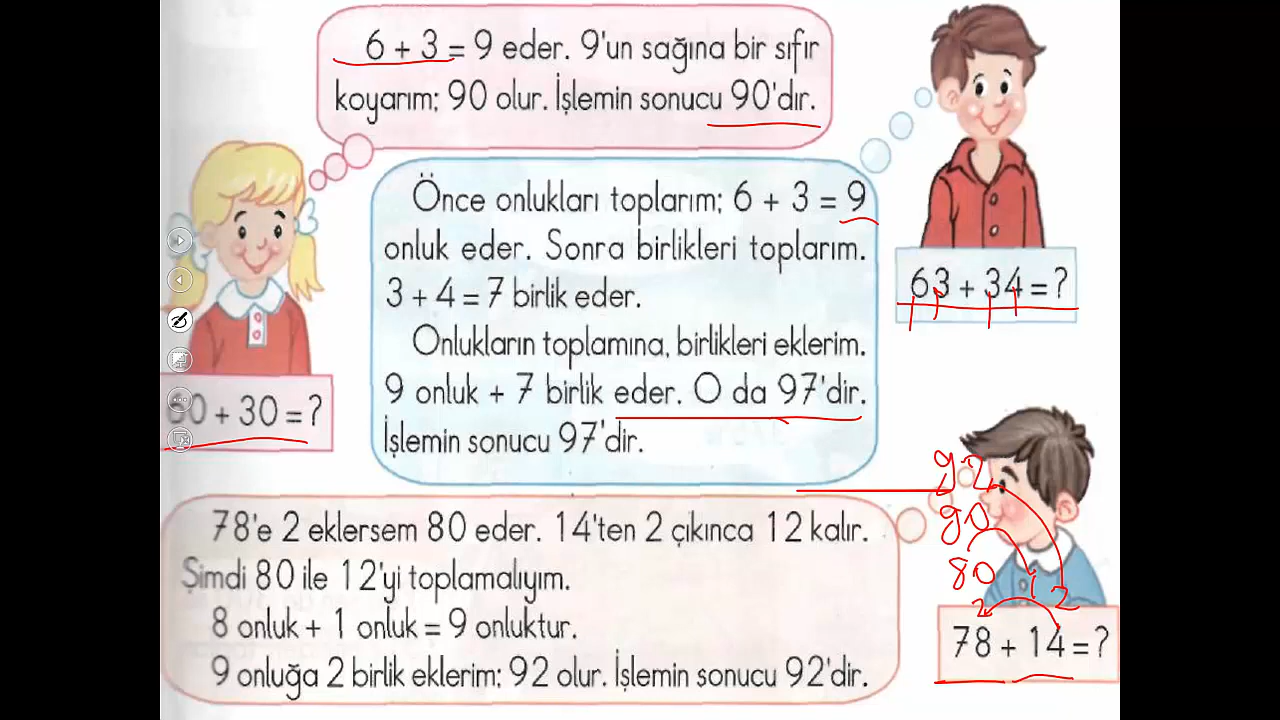 6 + 3 = 9 eder. 9'un sağına bir sıfır
koyarım; 90 olur. İşlemin sonucu 90'dır.
60 + 30 = ?
Önce onlukları toplarım; 6 + 3 = 9
onluk eder. Sonra birlikleri toplarım.
3 + 4 = 7 birlik eder.
Onlukların toplamına, birlikleri eklerim.
9 onluk + 7 birlik eder. O da 97'dir.
İşlemin sonucu 97'dir.
63 + 34 = ?
78'e 2 eklersem 80 eder. 14'ten 2 çıkınca 12 kalır.
Şimdi 80 ile 12'yi toplamalıyım.
8 onluk + 1 onluk = 9 onluktur.
9 onluğa 2 birlik eklerim; 92 olur. İşlemin sonucu 92'dir.
92
90
80 1 2
2
78 + 14 = ?